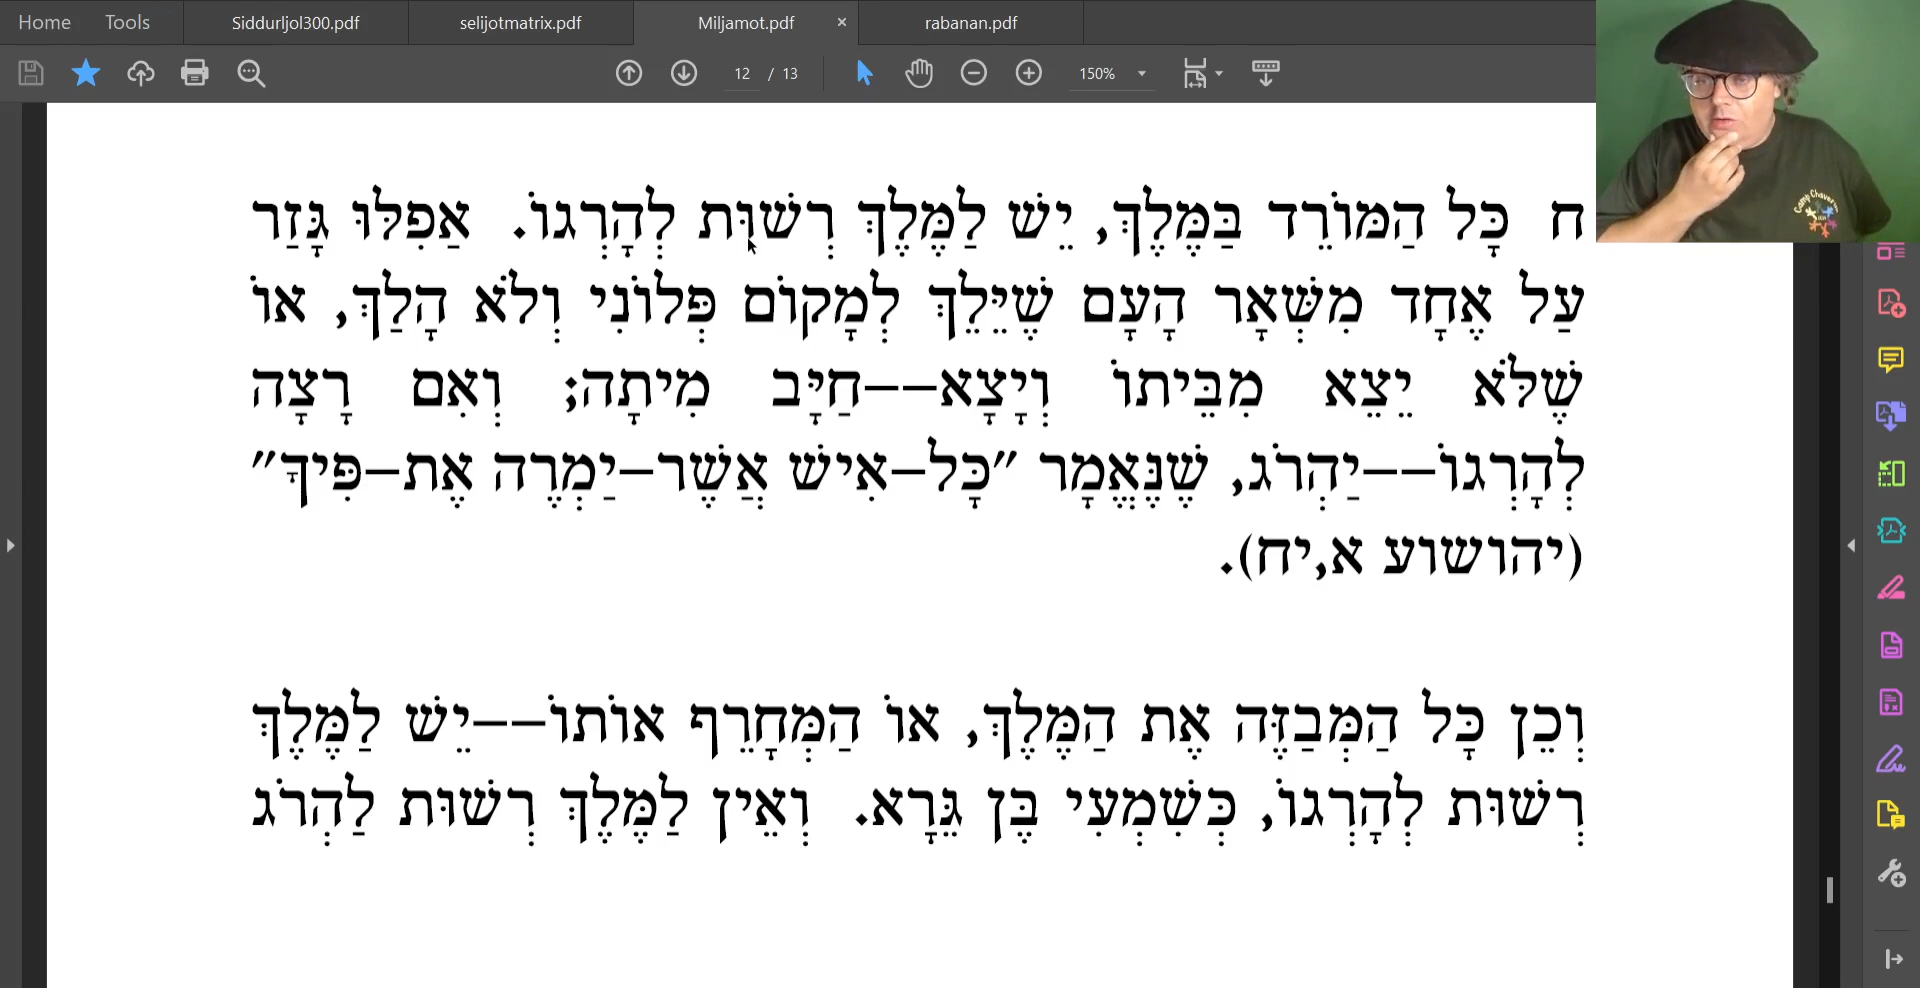 Home Tools Siddurljol300.pdf selijotmatrix.pdf Miljamot.pdf × rabanan.pdf
12 / 13 150%
ח כָּל הַמּוֹרֵד בַּמֶּלֶךְ, יֵשׁ לַמֶּלֶךְ רְשׁוּת לְהָרְגוֹ. אַפִלּוּ גָּזַר
עַל אֶחָד מִשְּׁאָר הָעָם שֶׁיֵּלֵךְ לְמָקוֹם פְּלוֹנִי וְלֹא הָלַךְ, אוֹ
שֶׁלֹּא יֵצֵא מִבֵּיתוֹ וְיָצָא--חַיָּב מִיתָה; וְאִם רָצָה
לְהָרְגוֹ--יַהְרֹג, שֶׁנֶּאֱמָר "כָּל-אִישׁ אֲשֶׁר-יַמְרֶה אֶת-פִּיךָ"
(יהושוע א,יח).
וְכֵן כָּל הַמְּבַזֶּה אֶת הַמֶּלֶךְ, אוֹ הַמְּחָרֵף אוֹתוֹ--יֵשׁ לַמֶּלֶךְ
רְשׁוּת לְהָרְגוֹ, כְּשִׁמְעִי בֶּן גֵּרָא. וְאֵין לַמֶּלֶךְ רְשׁוּת לַהְרֹג